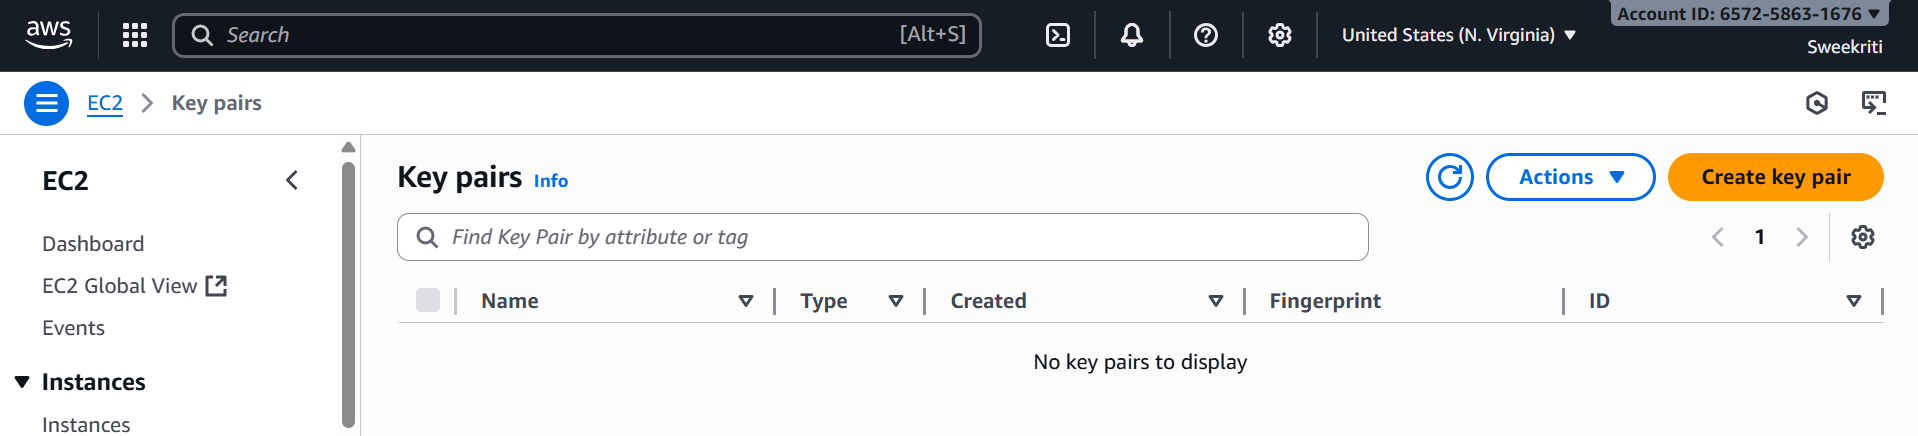 aws
Search [Alt+S]
United States (N. Virginia)
Account ID: 6572-5863-1676
Sweekriti
EC2 Key pairs
EC2
Dashboard
EC2 Global View
Events
Instances
Instances
Key pairs Info
Actions
Create key pair
Find Key Pair by attribute or tag
1
Name Type Created Fingerprint ID
No key pairs to display